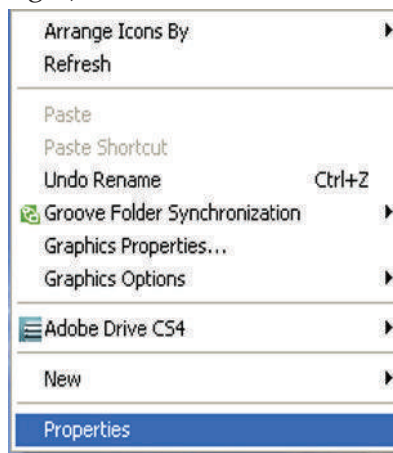 Arrange Icons By
Refresh
Paste
Paste Shortcut
Undo Rename Ctrl+Z
Groove Folder Synchronization
Graphics Properties...
Graphics Options
Adobe Drive CS4
New
Properties